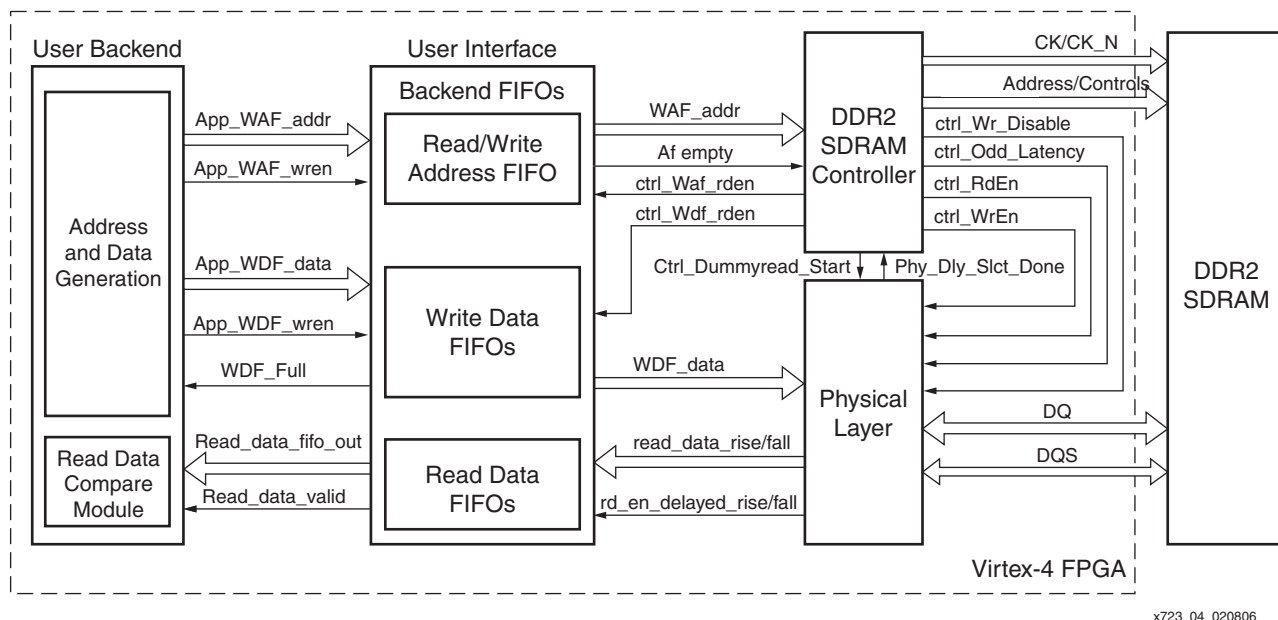 User Backend
Address
and Data
Generation
Read Data
Compare
Module
App_WAF_addr
App_WAF_wren
App_WDF_data
App_WDF_wren
WDF_Full
Read_data_fifo_out
Read_data_valid
User Interface
Backend FIFOs
Read/Write
Address FIFO
Write Data
FIFOs
Read Data
FIFOs
WAF_addr
Af empty
ctrl_Waf_rden
ctrl_Wdf_rden
Ctrl_Dummyread_Start
Phy_Dly_Slct_Done
WDF_data
read_data_rise/fall
rd_en_delayed_rise/fall
DDR2
SDRAM
Controller
Physical
Layer
CK/CK_N
Address/Controls
ctrl_Wr_Disable
ctrl_Odd_Latency
ctrl_RdEn
ctrl_WrEn
DQ
DQS
DDR2
SDRAM
Virtex-4 FPGA
x723_04_020806